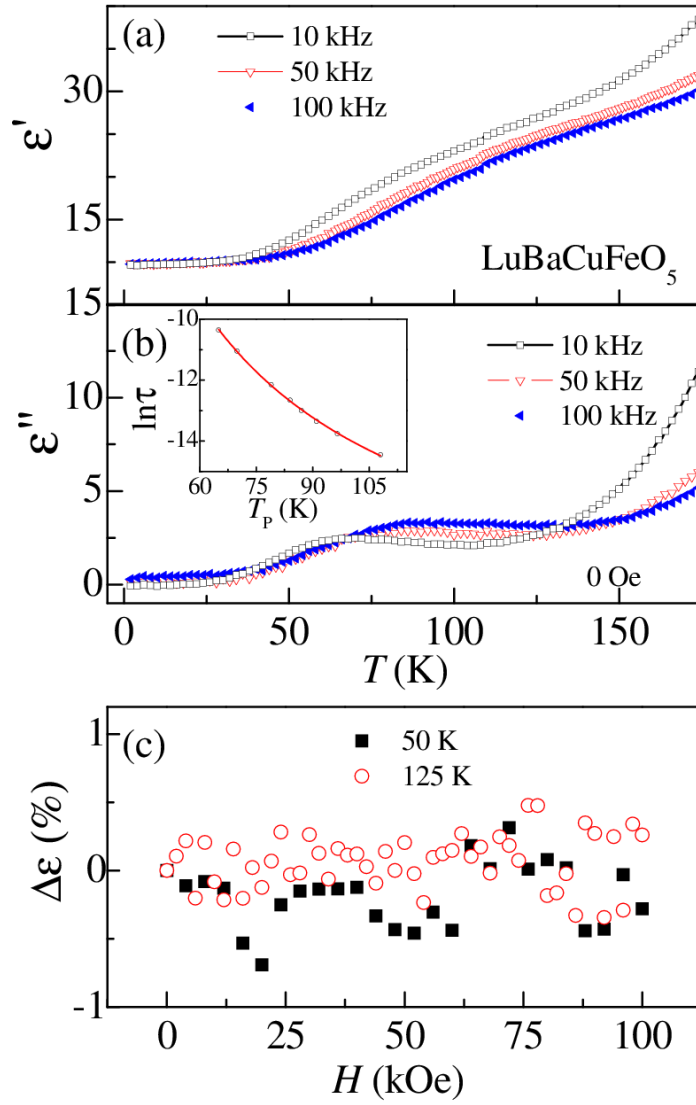 (a)
10 kHz
50 kHz
100 kHz
30
15
ε'
LuBaCuFeO5
15
10
5
0
ε''
(b)
-10
-12
-14
lnτ
60 75 90 105
TP (K)
10 kHz
50 kHz
100 kHz
0 Oe
0 50 100 150
T (K)
(c)
50 K
125 K
1
0
-1
Δε (%)
0 25 50 75 100
H (kOe)